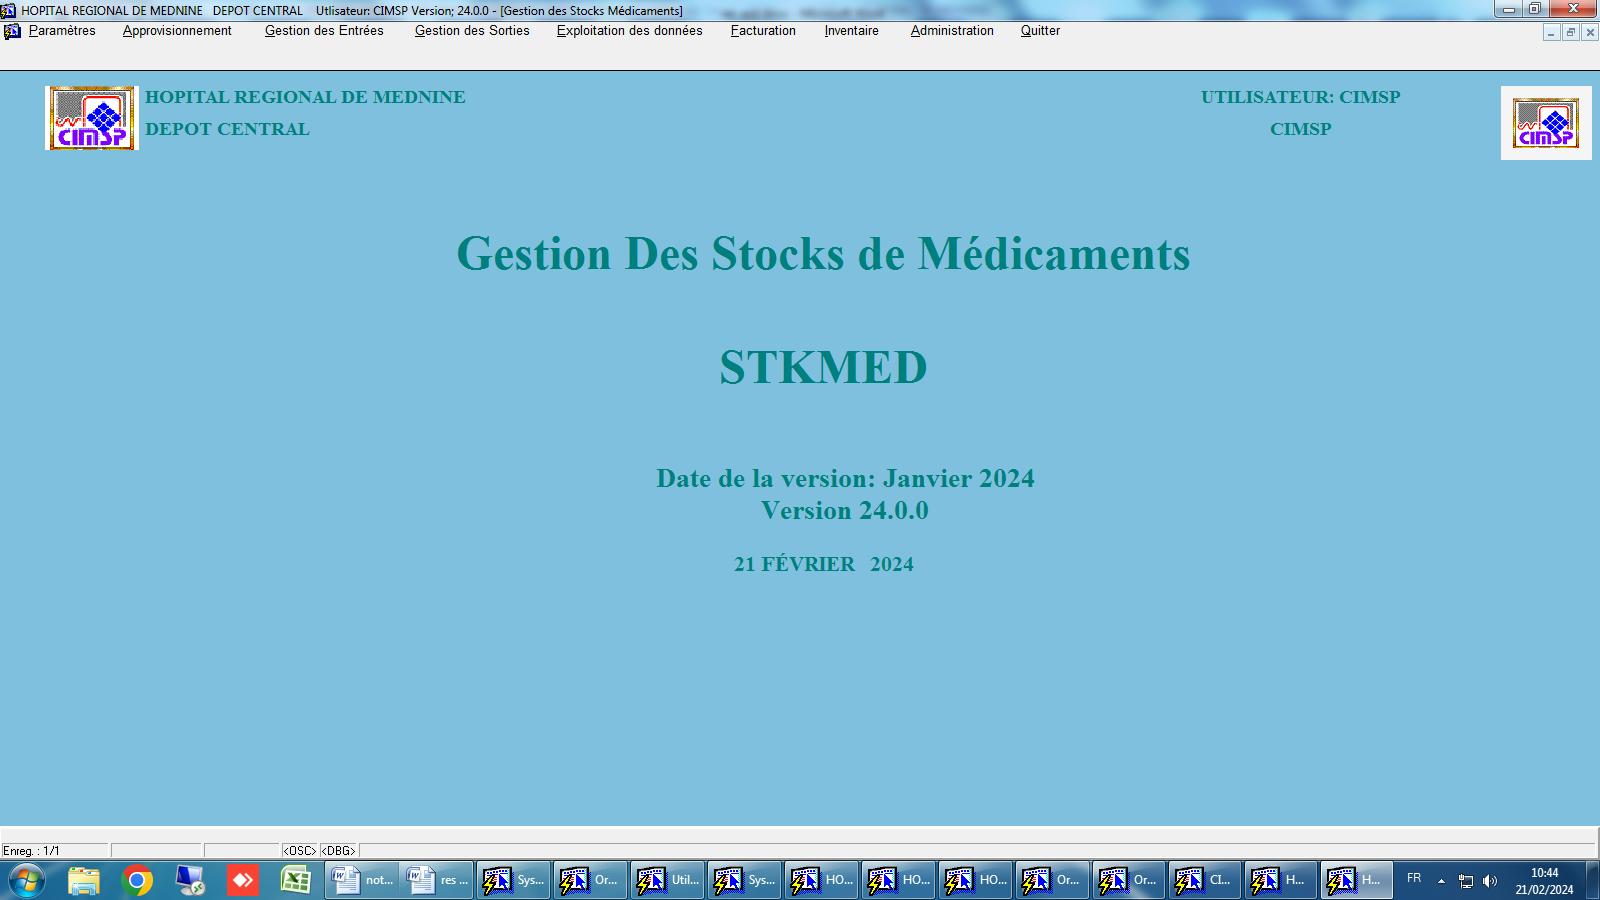 HOPITAL REGIONAL DE MEDNINE DEPOT CENTRAL Utlisateur: CIMSP Version; 24.0.0 - [Gestion des Stocks Médicaments]
Paramètres Approvisionnement Gestion des Entrées Gestion des Sorties Exploitation des données Facturation Inventaire Administration Quitter
CIMSP HOPITAL REGIONAL DE MEDNINE UTILISATEUR: CIMSP CIMSP
DEPOT CENTRAL CIMSP
Gestion Des Stocks de Médicaments
STKMED
Date de la version: Janvier 2024
Version 24.0.0
21 FÉVRIER 2024
Enreg. : 1/1 <OSC> <DBG>
not... res ... Sys... Or... Util... Sys... HO... HO... HO... Or... Or... CI... H... H... FR 10:44
21/02/2024